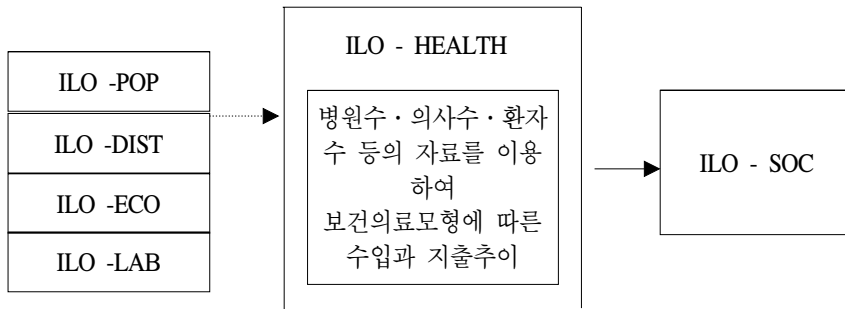 ILO -POP
ILO -DIST
ILO -ECO
ILO -LAB
ILO - HEALTH
병원수·의사수·환자
수 등의 자료를 이용
하여
보건의료모형에 따른
수입과 지출추이
ILO - SOC